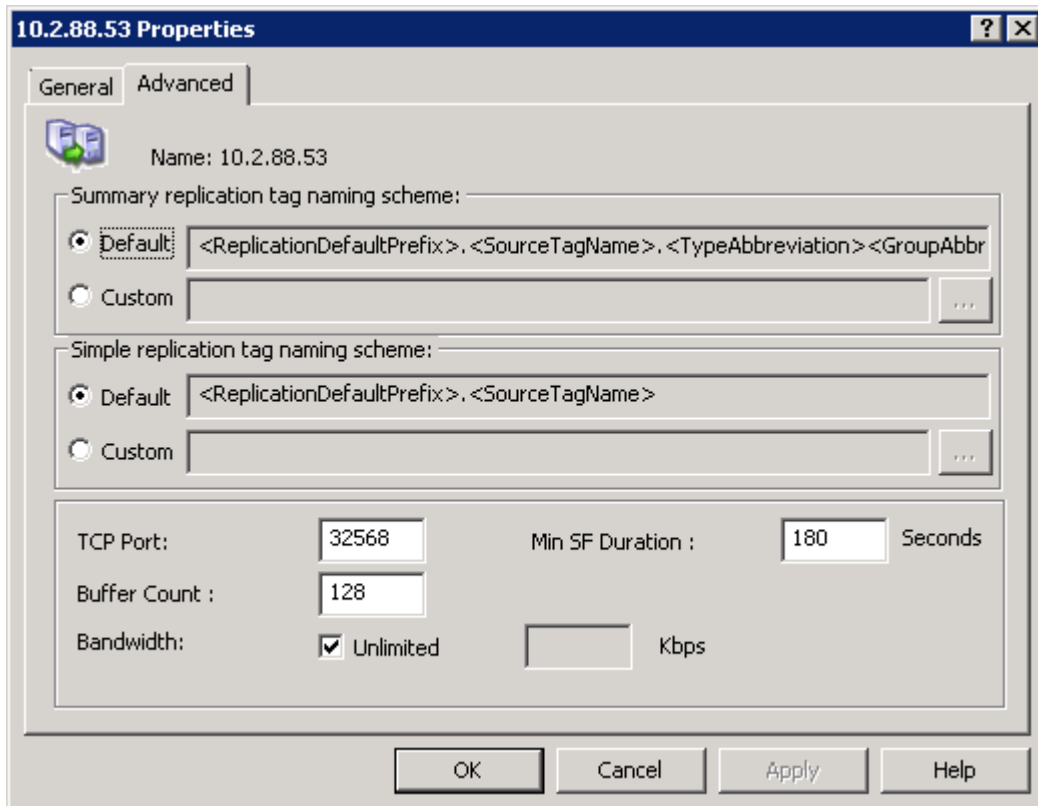 10.2.88.53 Properties
General Advanced
Name: 10.2.88.53
Summary replication tag naming scheme:
Default <ReplicationDefaultPrefix>.<SourceTagName>.<TypeAbbreviation><GroupAbbr
Custom ...
Simple replication tag naming scheme:
Default <ReplicationDefaultPrefix>.<SourceTagName>
Custom ...
TCP Port: 32568 Min SF Duration : 180 Seconds
Buffer Count : 128
Bandwidth: Unlimited Kbps
OK Cancel Apply Help